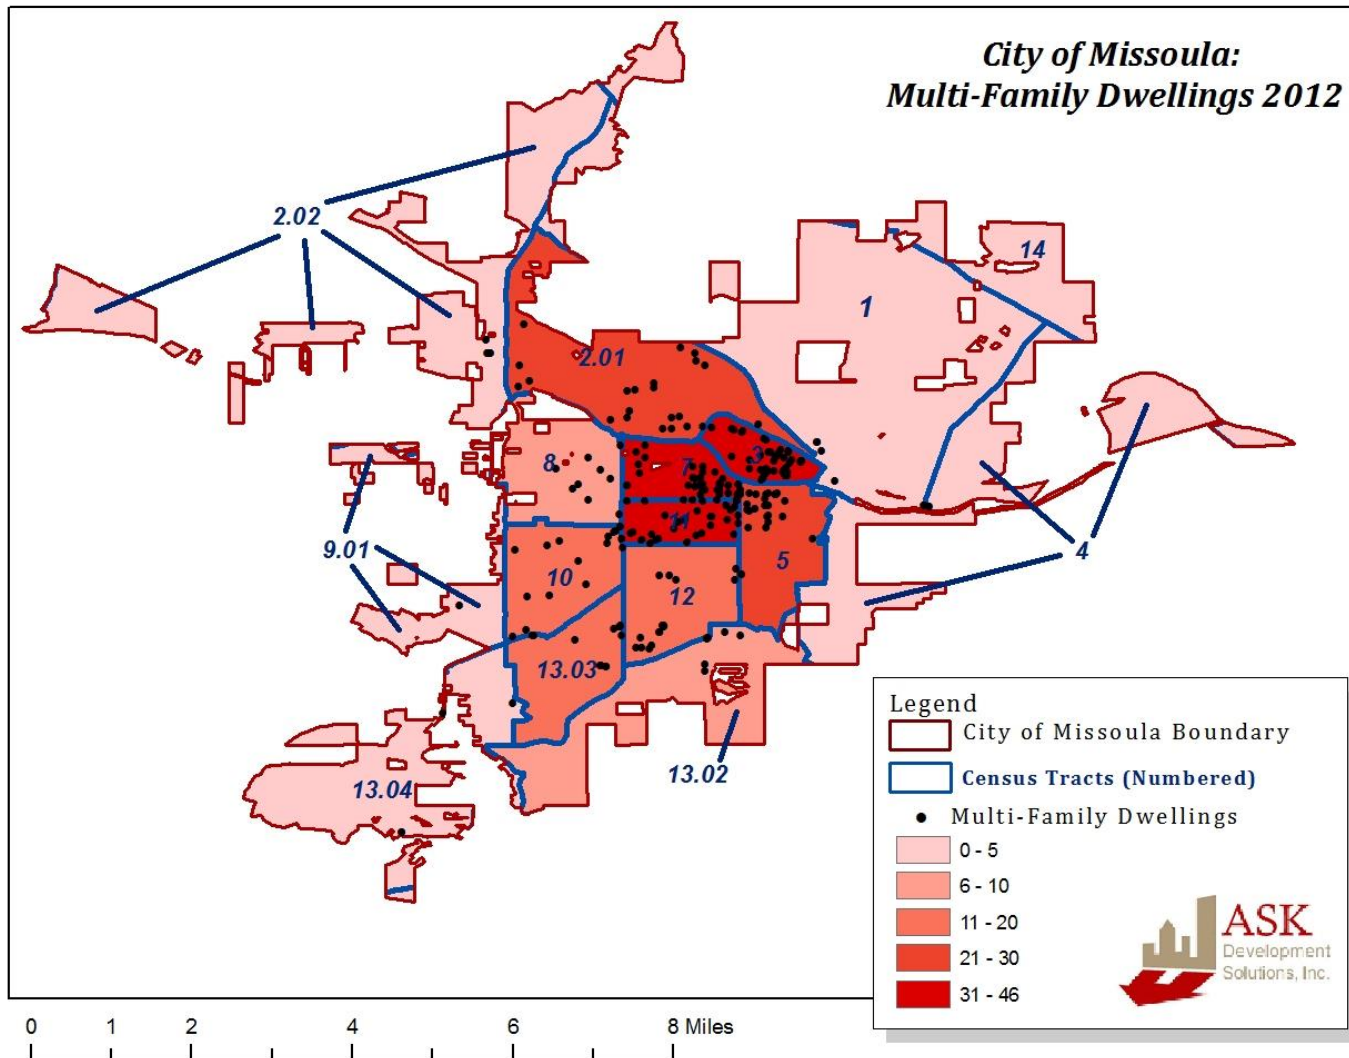 City of Missoula:
Multi-Family Dwellings 2012
2.02
14
1
2.01
3
8
7
11
9.01
4
5
10
12
13.03
13.02
13.04
Legend
City of Missoula Boundary
Census Tracts (Numbered)
Multi-Family Dwellings
0 - 5
6 - 10
11 - 20
21 - 30
31 - 46
ASK
Development
Solutions, Inc.
0 1 2 4 6 8 Miles